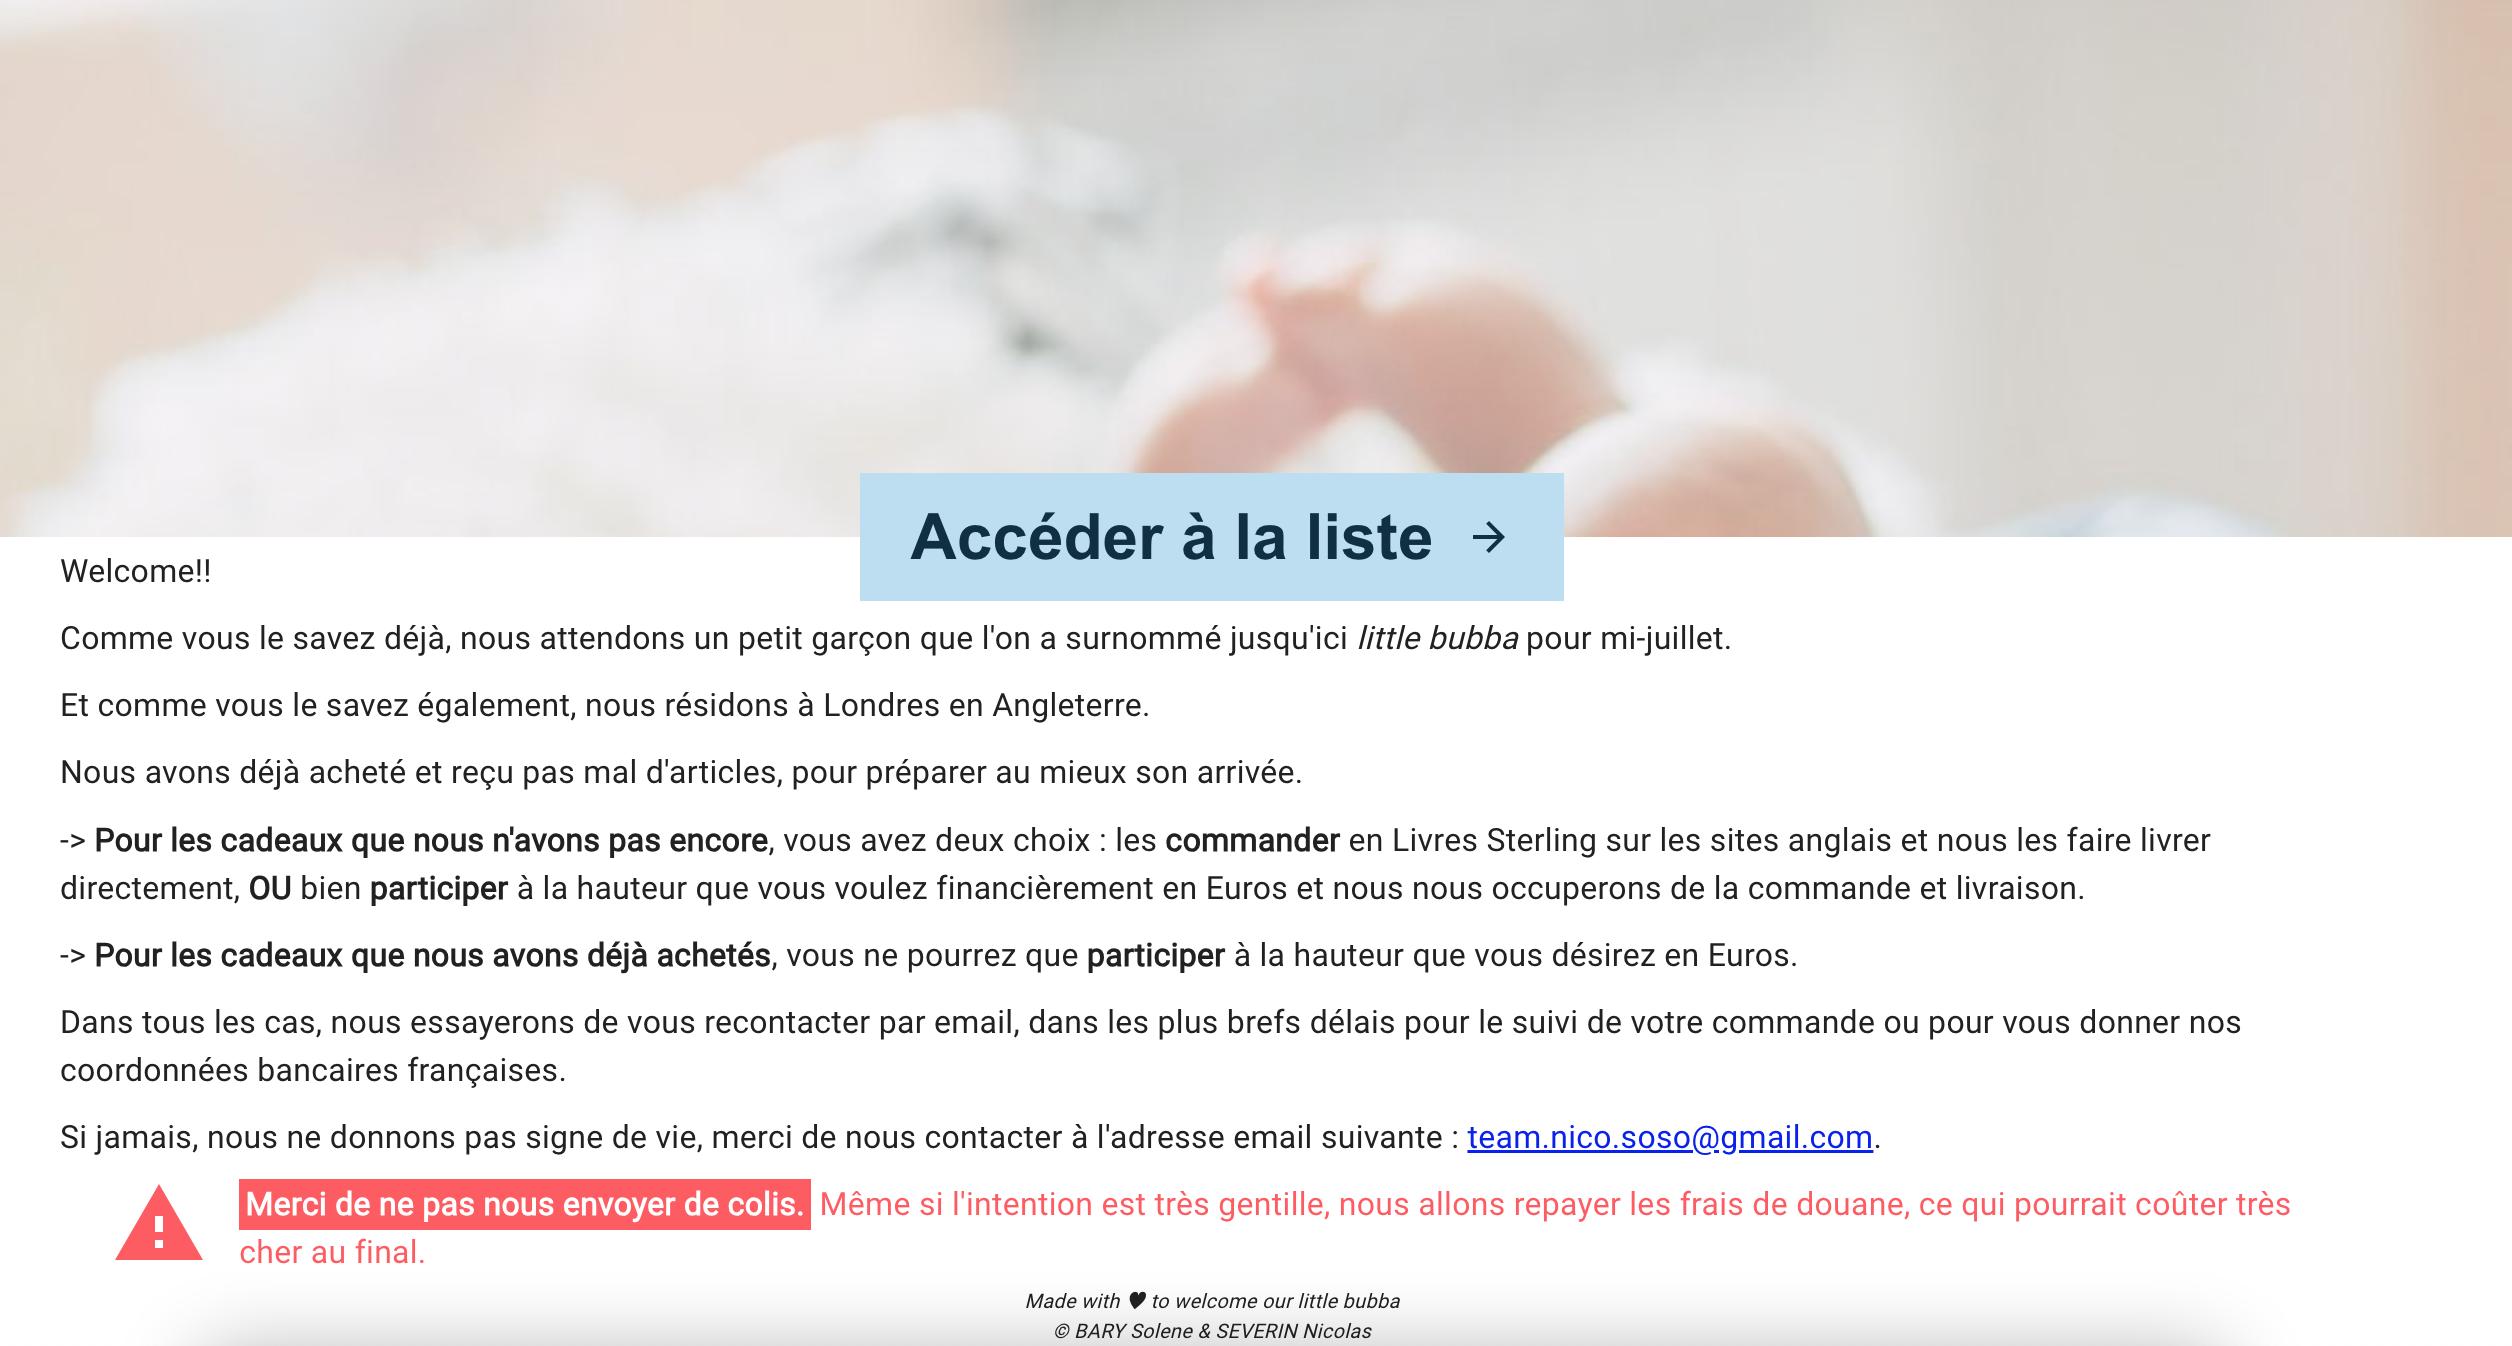 Accéder à la liste →
Welcome!!
Comme vous le savez déjà, nous attendons un petit garçon que l'on a surnommé jusqu'ici little bubba pour mi-juillet.
Et comme vous le savez également, nous résidons à Londres en Angleterre.
Nous avons déjà acheté et reçu pas mal d'articles, pour préparer au mieux son arrivée.
-> Pour les cadeaux que nous n'avons pas encore, vous avez deux choix : les commander en Livres Sterling sur les sites anglais et nous les faire livrer
directement, OU bien participer à la hauteur que vous voulez financièrement en Euros et nous nous occuperons de la commande et livraison.
-> Pour les cadeaux que nous avons déjà achetés, vous ne pourrez que participer à la hauteur que vous désirez en Euros.
Dans tous les cas, nous essayerons de vous recontacter par email, dans les plus brefs délais pour le suivi de votre commande ou pour vous donner nos
coordonnées bancaires françaises.
Si jamais, nous ne donnons pas signe de vie, merci de nous contacter à l'adresse email suivante : team.nico.soso@gmail.com.
Merci de ne pas nous envoyer de colis. Même si l'intention est très gentille, nous allons repayer les frais de douane, ce qui pourrait coûter très
cher au final.
Made with ♥ to welcome our little bubba
© BARY Solene & SEVERIN Nicolas